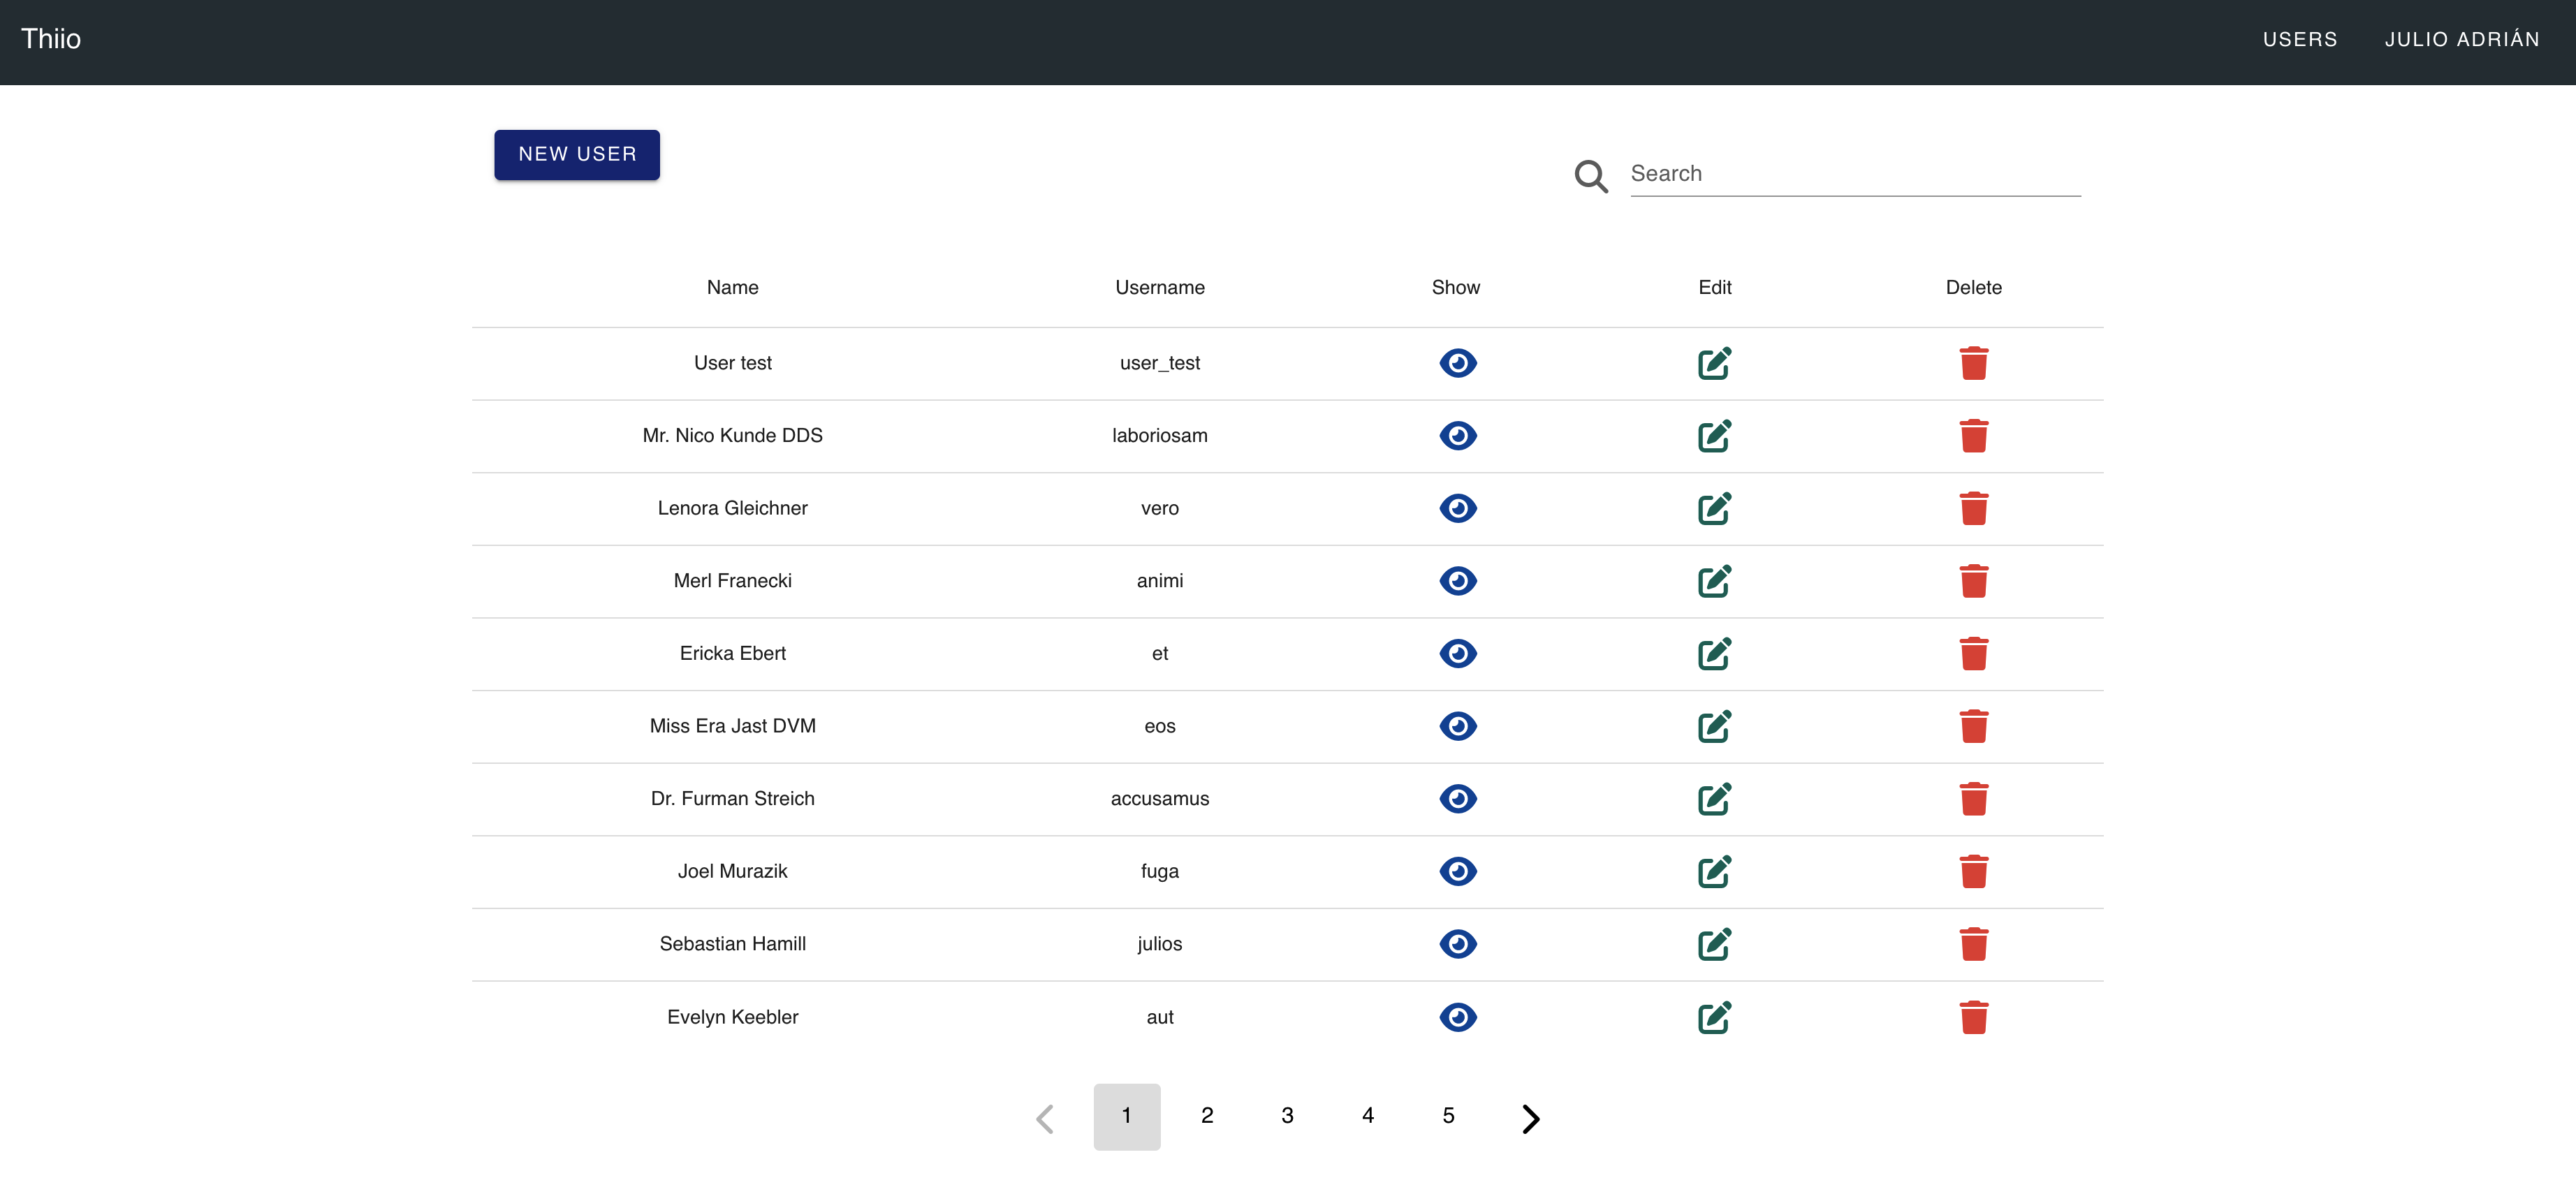 Thiio USERS JULIO ADRIÁN
NEW USER
Search
Name Username Show Edit Delete
User test user_test
Mr. Nico Kunde DDS laboriosam
Lenora Gleichner vero
Merl Franecki animi
Ericka Ebert et
Miss Era Jast DVM eos
Dr. Furman Streich accusamus
Joel Murazik fuga
Sebastian Hamill julios
Evelyn Keebler aut
1 2 3 4 5